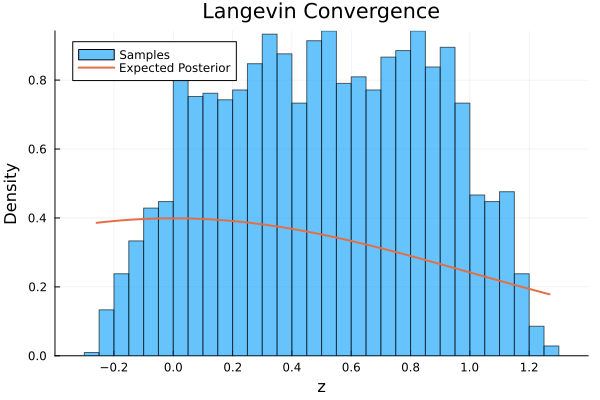 Langevin Convergence
Samples
Expected Posterior
Density
0.8
0.6
0.4
0.2
0.0
−0.2 0.0 0.2 0.4 0.6 0.8 1.0 1.2
z